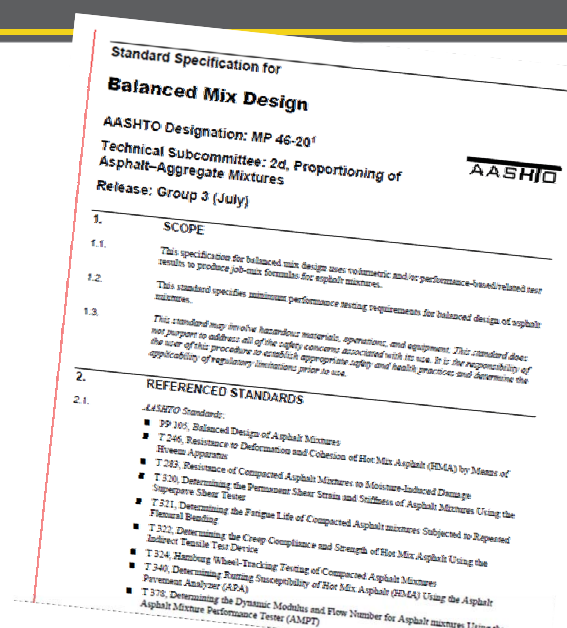 Standard Specification for
Balanced Mix Design
AASHTO Designation: MP 46-20¹
Technical Subcommittee: 2d, Proportioning of
Asphalt–Aggregate Mixtures
Release: Group 3 (July)
AASHTO
1. SCOPE
1.1. This specification for balanced mix design uses volumetric and/or performance-based/related test
results to produce job-mix formulas for asphalt mixtures.
1.2. This standard specifies minimum performance testing requirements for balanced design of asphalt
mixtures.
1.3. This standard may involve hazardous materials, operations, and equipment. This standard does
not purport to address all of the safety concerns associated with its use. It is the responsibility of
the user of this procedure to establish appropriate safety and health practices and determine the
applicability of regulatory limitations prior to use.
2. REFERENCED STANDARDS
2.1. AASHTO Standards:
■ PP 105, Balanced Design of Asphalt Mixtures
■ T 246, Resistance to Deformation and Cohesion of Hot Mix Asphalt (HMA) by Means of
Hveem Apparatus
■ T 283, Resistance of Compacted Asphalt Mixtures to Moisture-Induced Damage
■ T 320, Determining the Permanent Shear Strain and Stiffness of Asphalt Mixtures Using the
Superpave Shear Tester
■ T 321, Determining the Fatigue Life of Compacted Asphalt mixtures Subjected to Repeated
Flexural Bending
■ T 322, Determining the Creep Compliance and Strength of Hot Mix Asphalt Using the
Indirect Tensile Test Device
■ T 324, Hamburg Wheel-Tracking Testing of Compacted Asphalt Mixtures
■ T 340, Determining Rutting Susceptibility of Hot Mix Asphalt (HMA) Using the Asphalt
Pavement Analyzer (APA)
■ T 378, Determining the Dynamic Modulus and Flow Number for Asphalt mixtures Using the
Asphalt Mixture Performance Tester (AMPT)